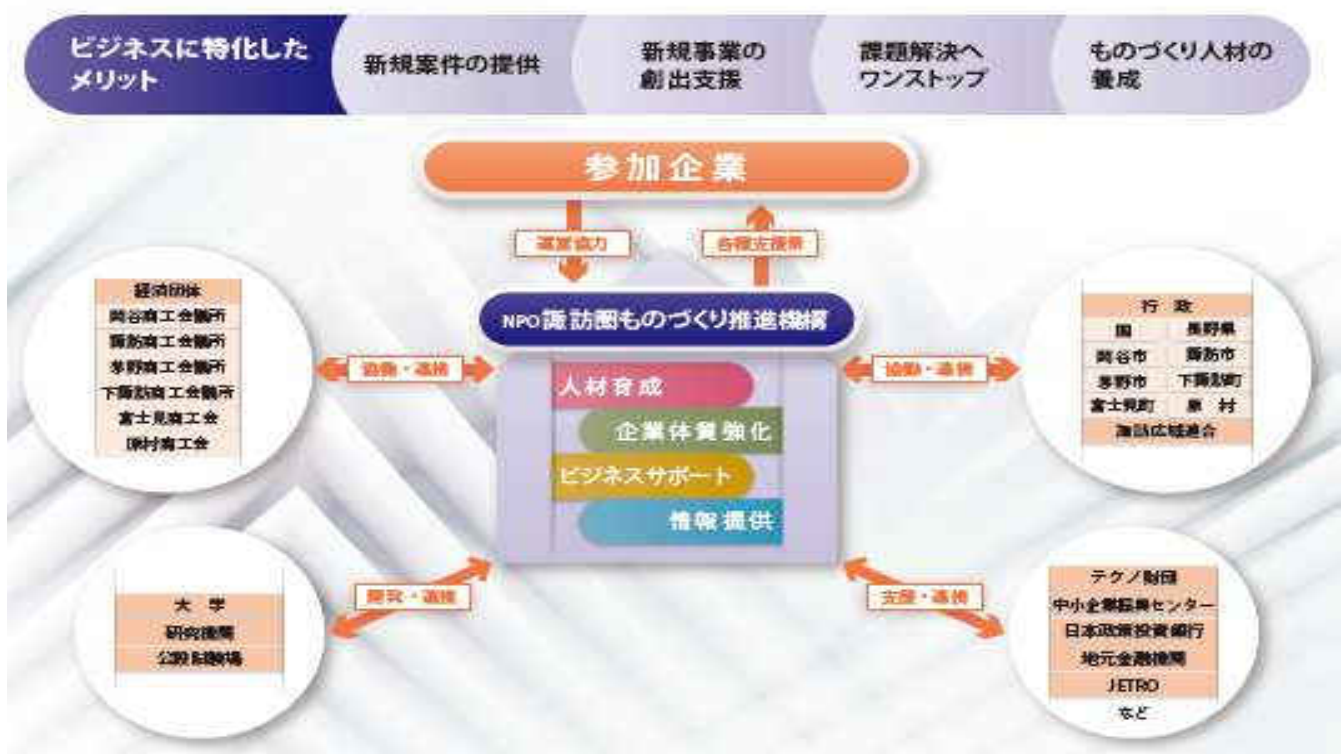 ビジネスに特化した
メリット
新規案件の提供
新規事業の
創出支援
課題解決へ
ワンストップ
ものづくり人材の
養成
参加企業
運営協力
各種支援策
経済団体
岡谷商工会議所
諏訪商工会議所
茅野商工会議所
下諏訪商工会議所
富士見商工会
原村商工会
協働・連携
NPO諏訪圏ものづくり推進機構
人材育成
企業体質強化
ビジネスサポート
情報提供
協働・連携
行 政
国 長野県
岡谷市 諏訪市
茅野市 下諏訪町
富士見町 原 村
諏訪広域連合
大 学
研究機関
公設試験場
研究・連携
支援・連携
テクノ財団
中小企業振興センター
日本政策投資銀行
地元金融機関
JETRO
など